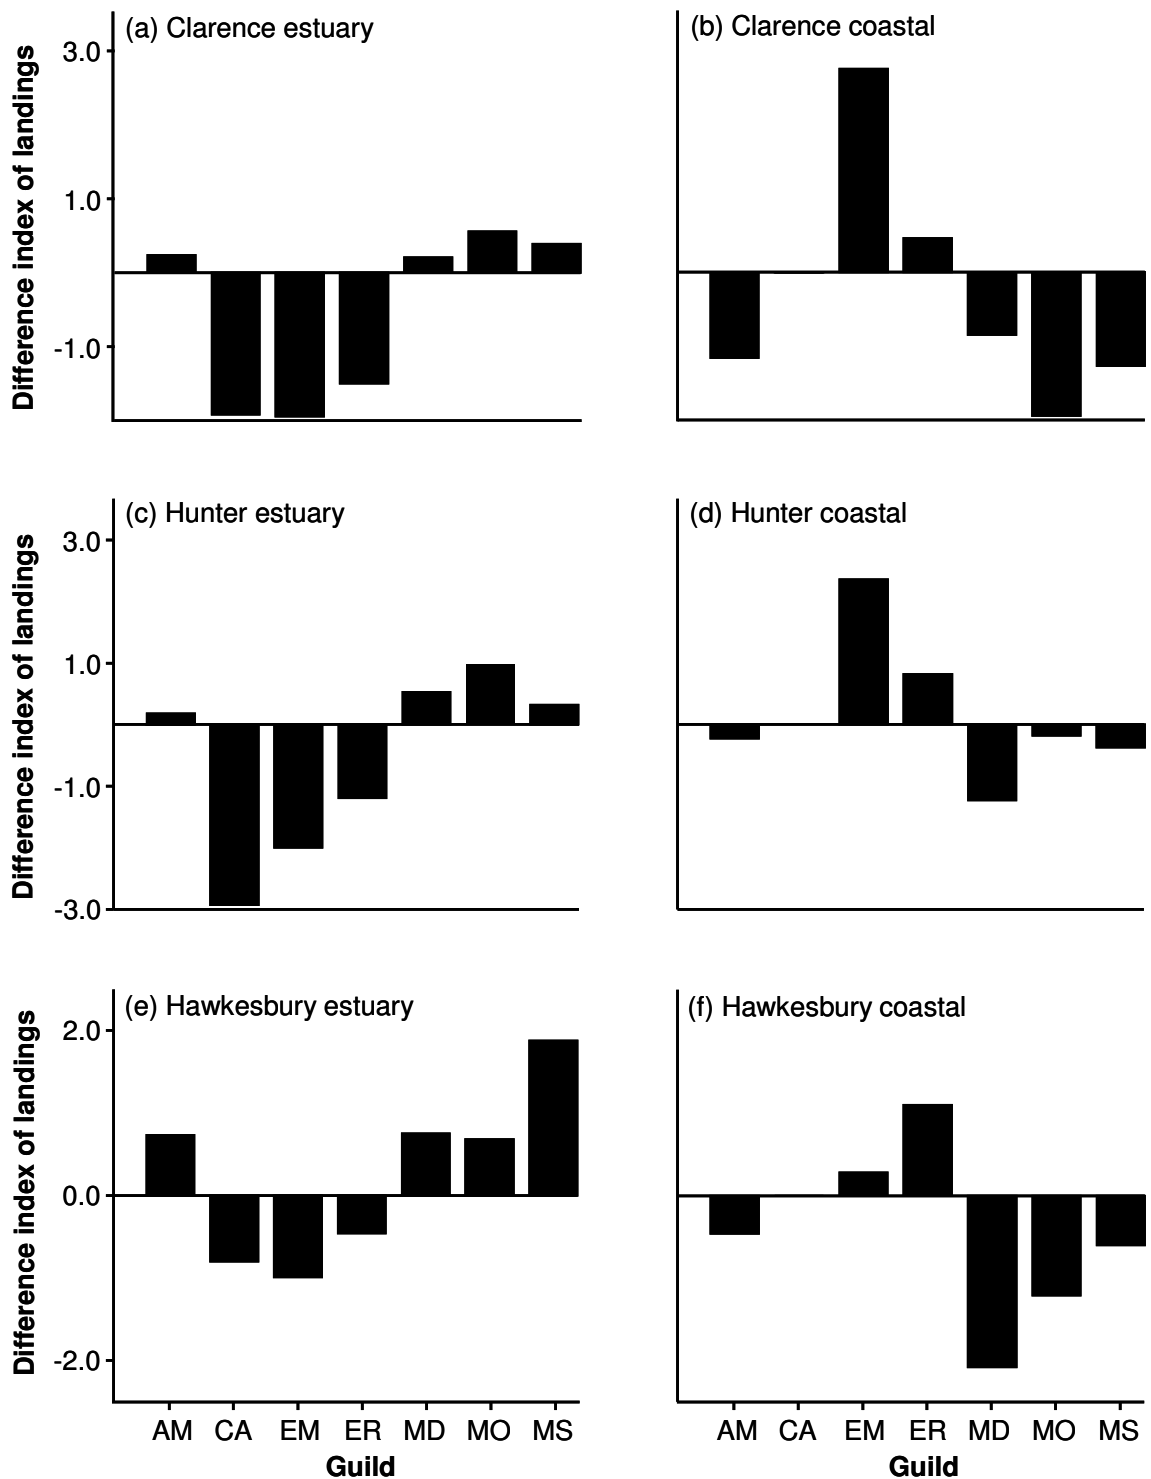 (a) Clarence estuary
(b) Clarence coastal
Difference index of landings
3.0
1.0
-1.0
(c) Hunter estuary
(d) Hunter coastal
Difference index of landings
3.0
1.0
-1.0
-3.0
(e) Hawkesbury estuary
(f) Hawkesbury coastal
Difference index of landings
2.0
0.0
-2.0
AM CA EM ER MD MO MS
AM CA EM ER MD MO MS
Guild
Guild